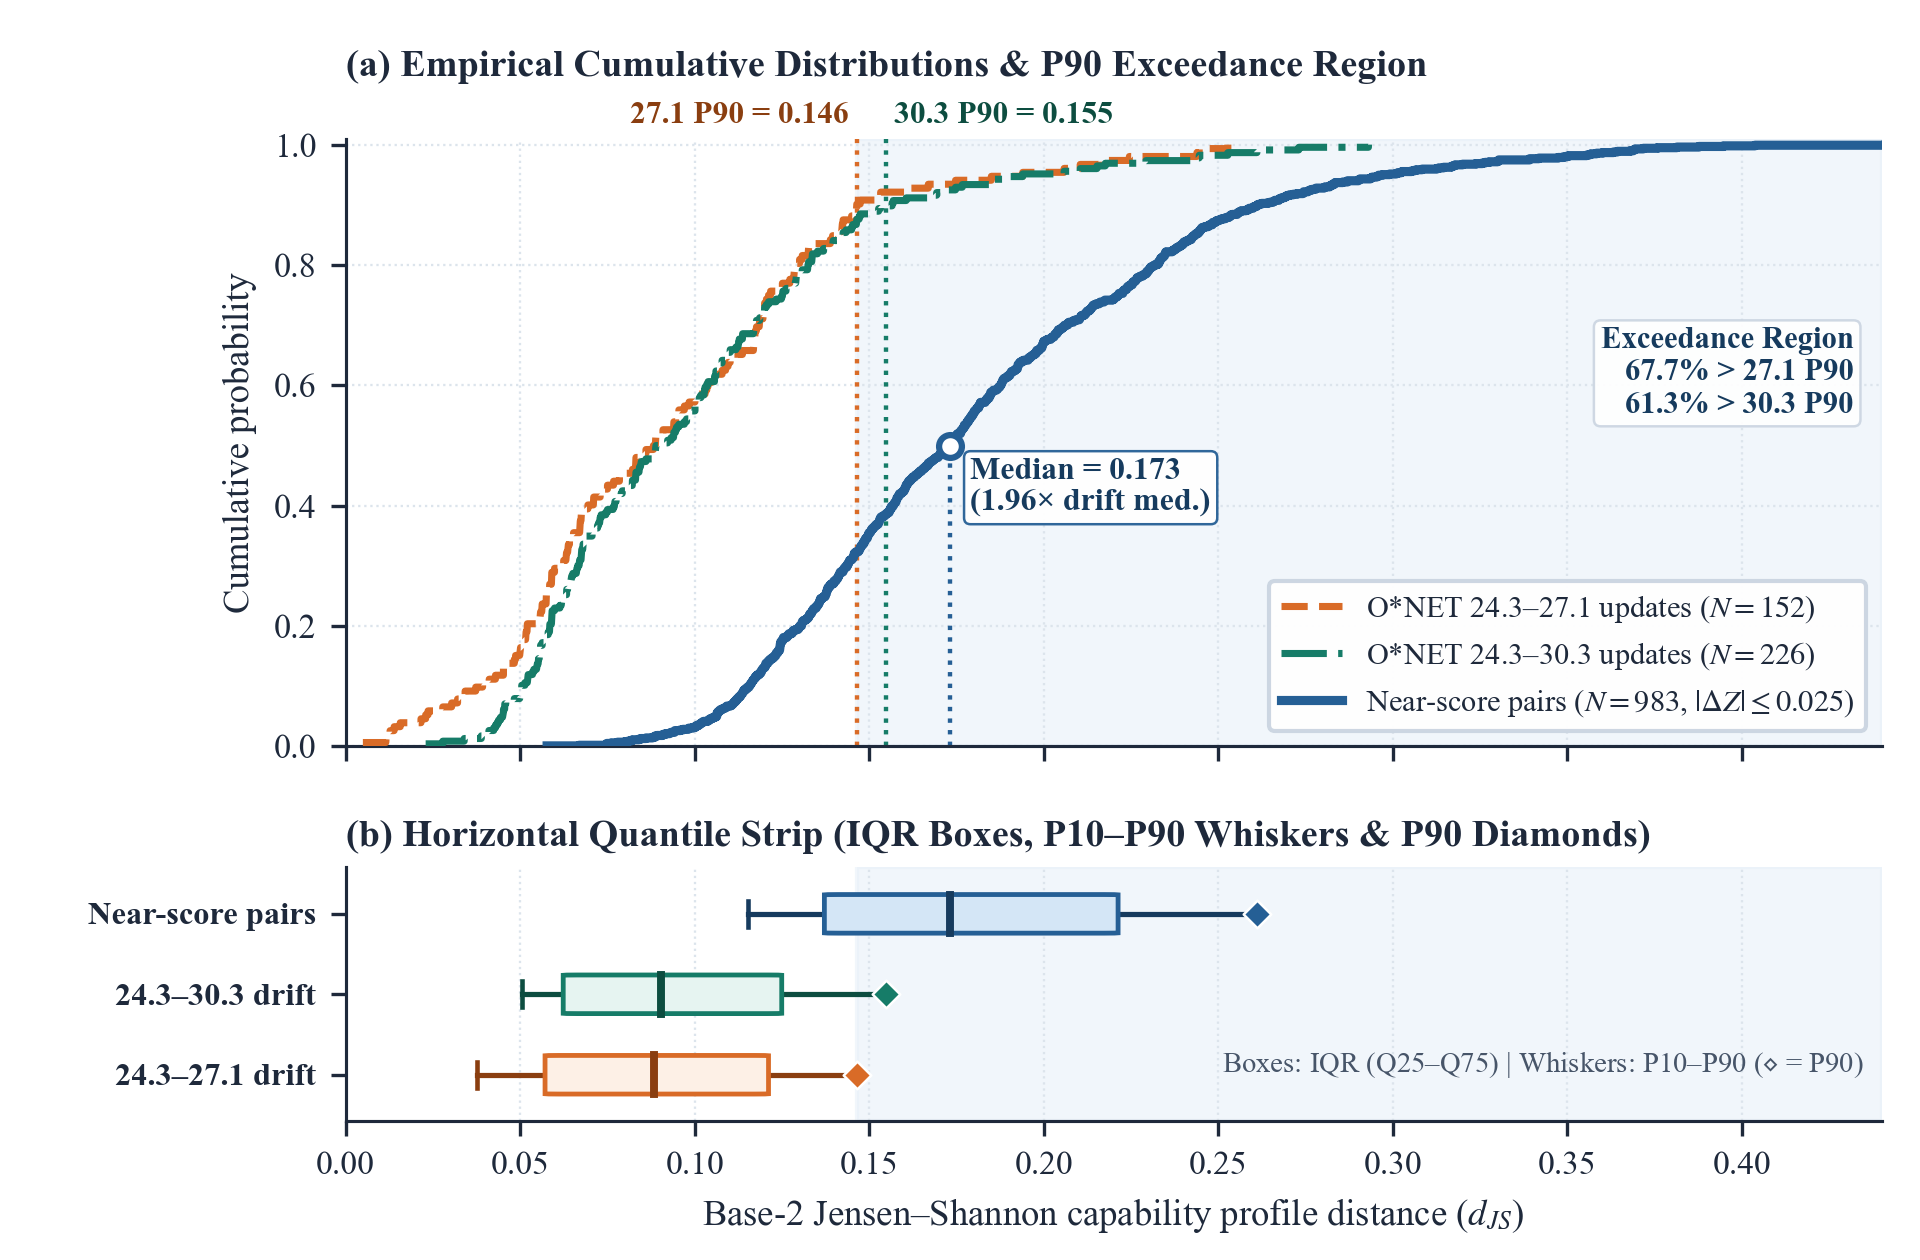 (a) Empirical Cumulative Distributions & P90 Exceedance Region
27.1 P90 = 0.146
30.3 P90 = 0.155
1.0
0.8
0.6
0.4
0.2
0.0
Cumulative probability
Exceedance Region
67.7% > 27.1 P90
61.3% > 30.3 P90
Median = 0.173
(1.96× drift med.)
O*NET 24.3–27.1 updates (N = 152)
O*NET 24.3–30.3 updates (N = 226)
Near-score pairs (N = 983, |ΔZ| ≤ 0.025)
(b) Horizontal Quantile Strip (IQR Boxes, P10–P90 Whiskers & P90 Diamonds)
Near-score pairs
24.3–30.3 drift
24.3–27.1 drift
Boxes: IQR (Q25–Q75) | Whiskers: P10–P90 (⋄ = P90)
0.00
0.05
0.10
0.15
0.20
0.25
0.30
0.35
0.40
Base-2 Jensen–Shannon capability profile distance (d_JS)